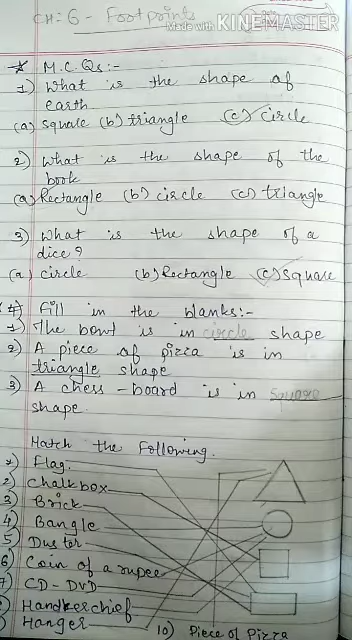 CH:- 6 - Footprints
Made with KINEMASTER
* M.C.Qs:-
1) What is the shape of
earth
(a) square (b) triangle (c) circle
2) What is the shape of the
book
(a) Rectangle (b) circle (c) triangle
3) What is the shape of a
dice?
(a) circle (b) Rectangle (c) square
(#) Fill in the blanks:-
1) The bowl is in circle shape
2) A piece of pizza is in
triangle shape
3) A chess-board is in square
shape.
Match the following.
1) Flag.
2) Chalkbox
3) Brick
4) Bangle
5) Duster
6) Coin of a rupee
7) CD-DVD
Handkerchief
Hanger
10) Piece of Pizza